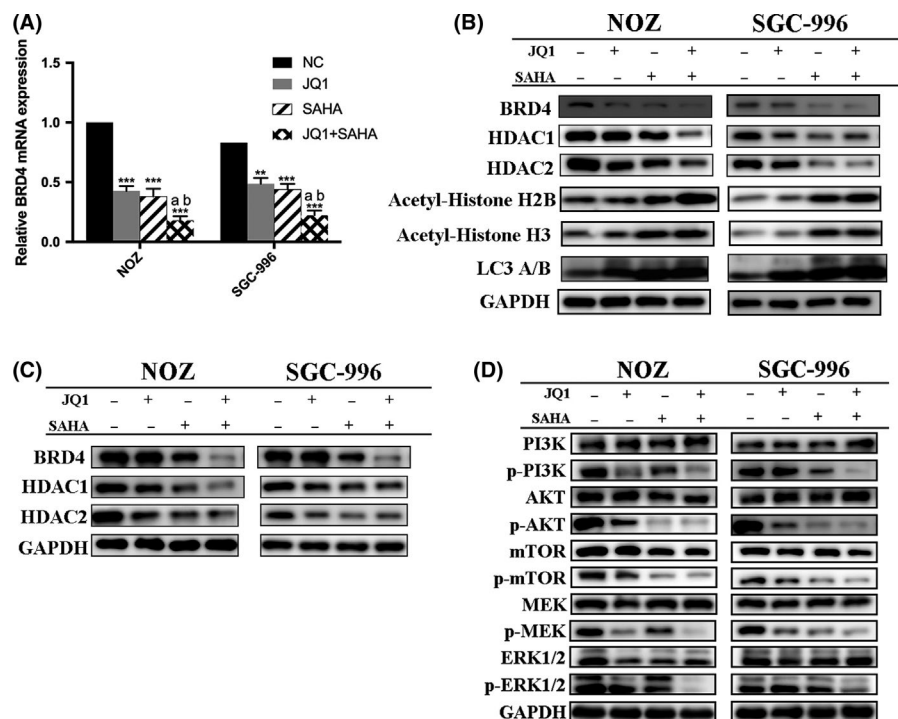 (A)
Relative BRD4 mRNA expression
1.5
1.0
0.5
0.0
NC
JQ1
SAHA
JQ1+SAHA
*** *** a b ***
** *** a b ***
NOZ
SGC-996
(B)
NOZ SGC-996
JQ1 – + – + – + – +
SAHA – – + + – – + +
BRD4
HDAC1
HDAC2
Acetyl-Histone H2B
Acetyl-Histone H3
LC3 A/B
GAPDH
(C)
NOZ SGC-996
JQ1 – + – + – + – +
SAHA – – + + – – + +
BRD4
HDAC1
HDAC2
GAPDH
(D)
NOZ SGC-996
JQ1 – + – + – + – +
SAHA – – + + – – + +
PI3K
p-PI3K
AKT
p-AKT
mTOR
p-mTOR
MEK
p-MEK
ERK1/2
p-ERK1/2
GAPDH